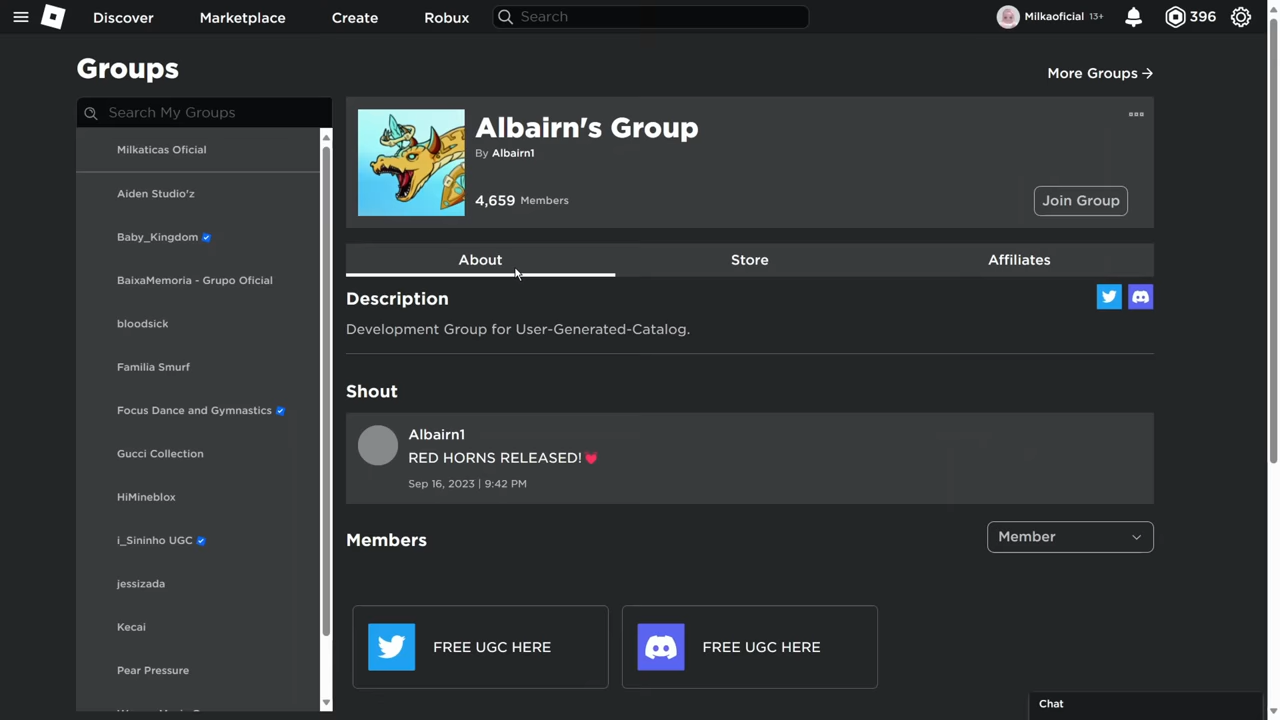 Discover
Marketplace
Create
Robux
Search
Milkaoficial 13+
396
Groups
More Groups
Search My Groups
Milkaticas Oficial
Aiden Studio'z
Baby_Kingdom
BaixaMemoria - Grupo Oficial
bloodsick
Familia Smurf
Focus Dance and Gymnastics
Gucci Collection
HiMineblox
i_Sininho UGC
jessizada
Kecai
Pear Pressure
Albairn's Group
By Albairn1
4,659 Members
Join Group
About
Store
Affiliates
Description
Development Group for User-Generated-Catalog.
Shout
Albairn1
RED HORNS RELEASED!💗
Sep 16, 2023 | 9:42 PM
Members
Member
FREE UGC HERE
FREE UGC HERE
Chat